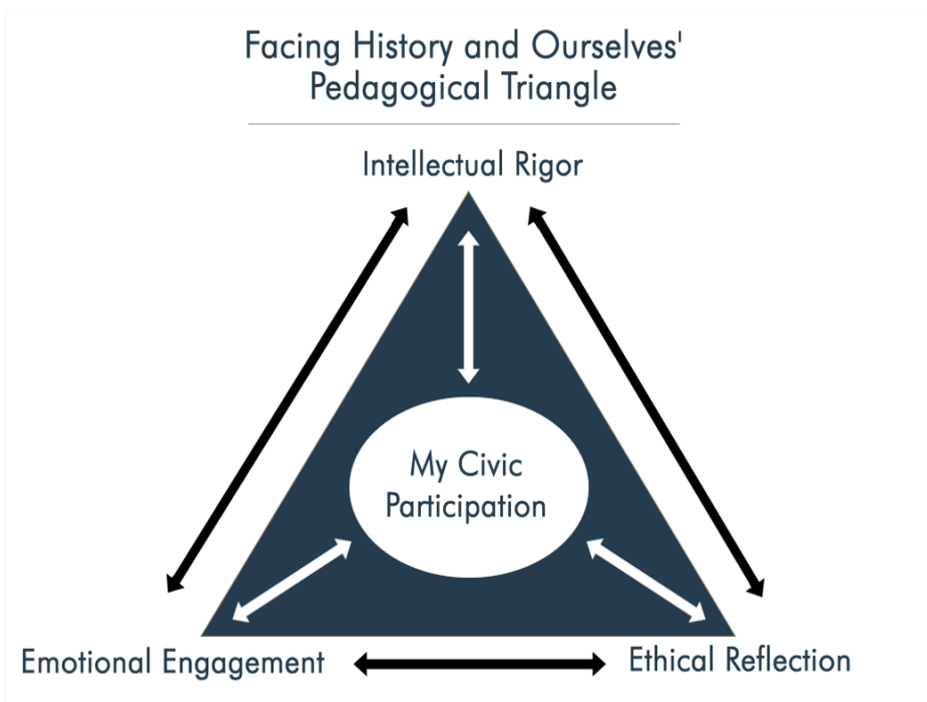 Facing History and Ourselves'
Pedagogical Triangle
Intellectual Rigor
My Civic
Participation
Emotional Engagement
Ethical Reflection